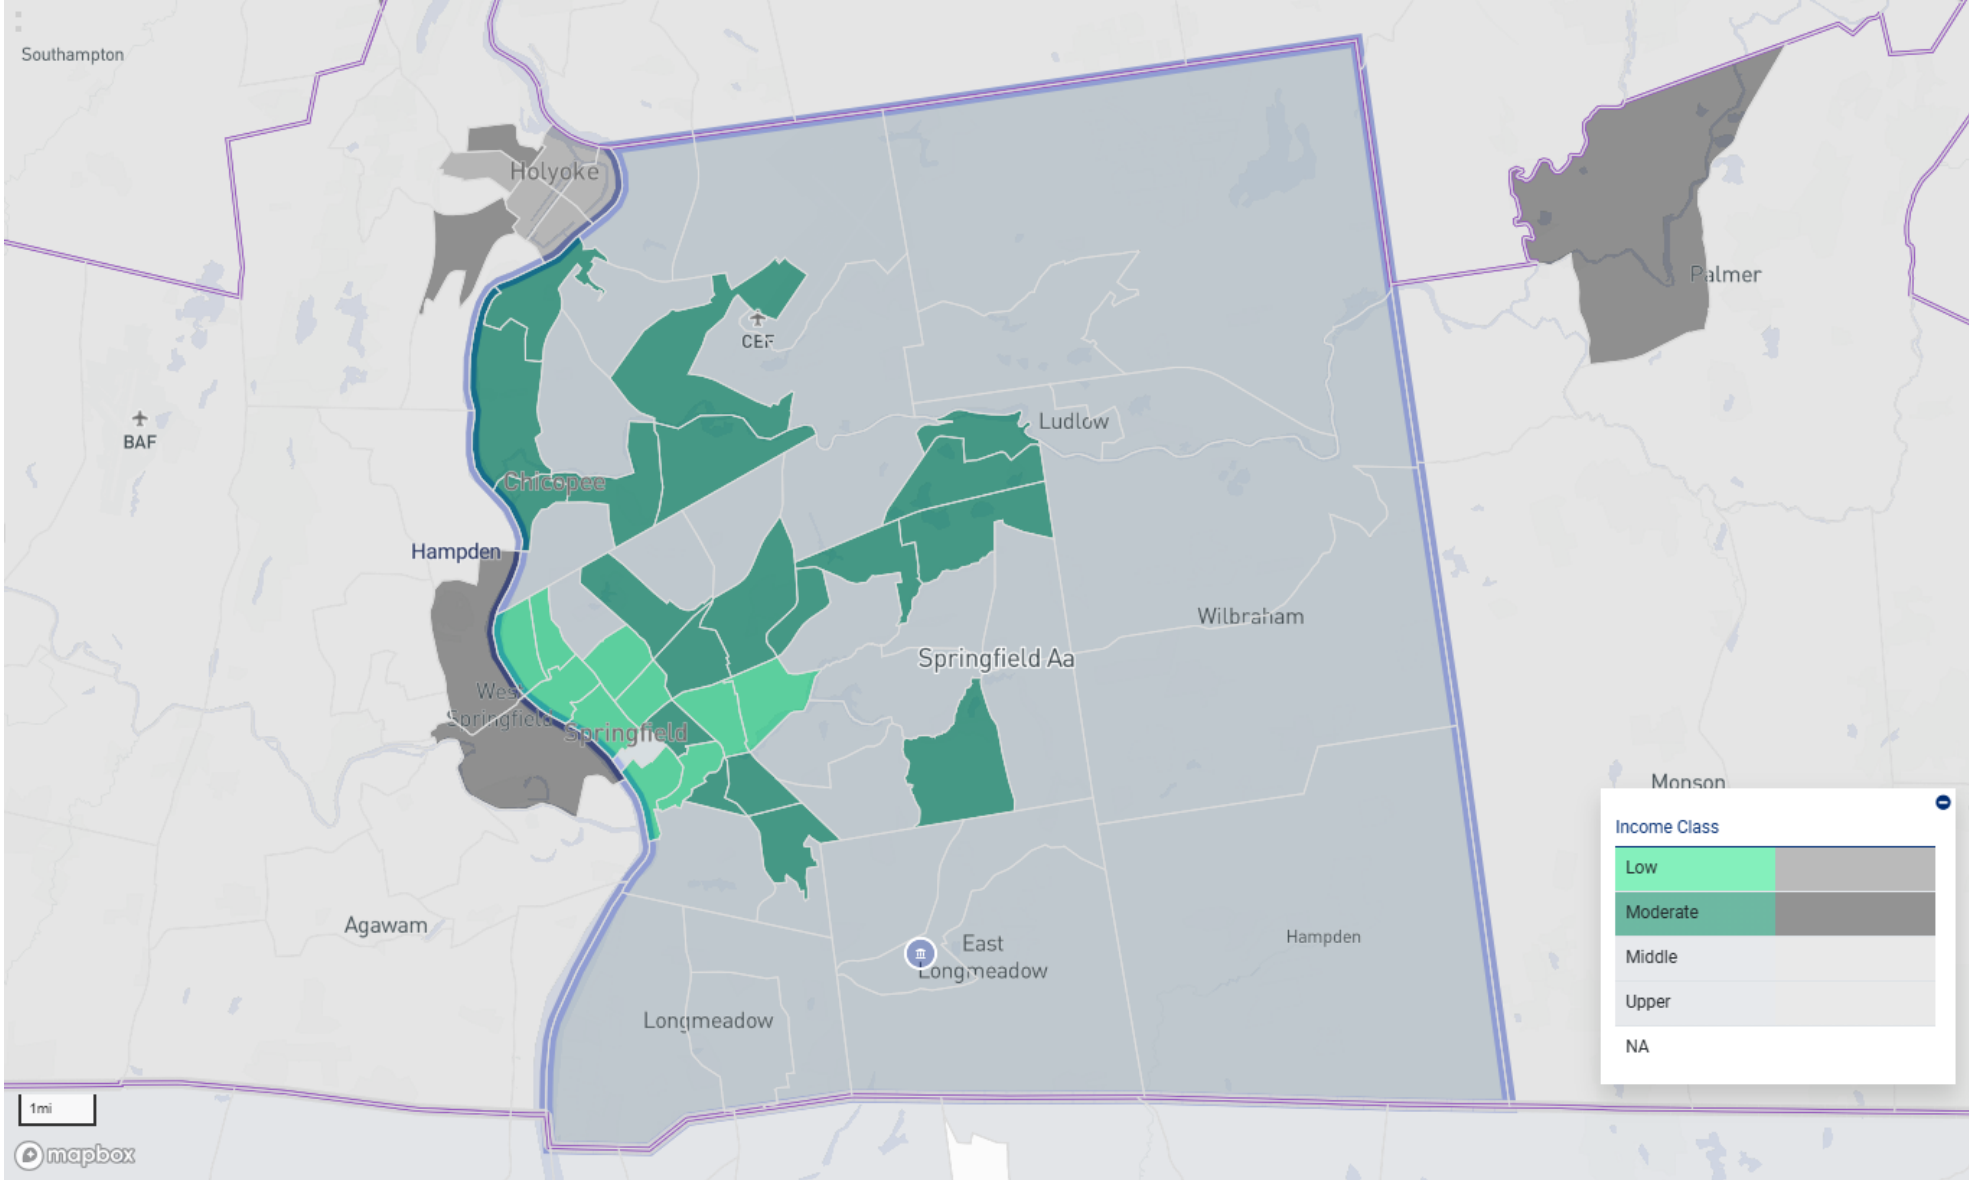 Southampton
Holyoke
Palmer
CEF
BAF
Ludlow
Chicopee
Hampden
Wilbraham
Springfield Aa
West
Springfield
Springfield
Monson
Income Class
Low
Moderate
Middle
Upper
NA
Agawam
Hampden
East
Longmeadow
Longmeadow
1mi
mapbox